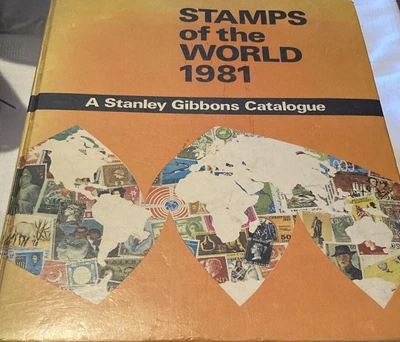 STAMPS
of the
WORLD
1981
A Stanley Gibbons Catalogue